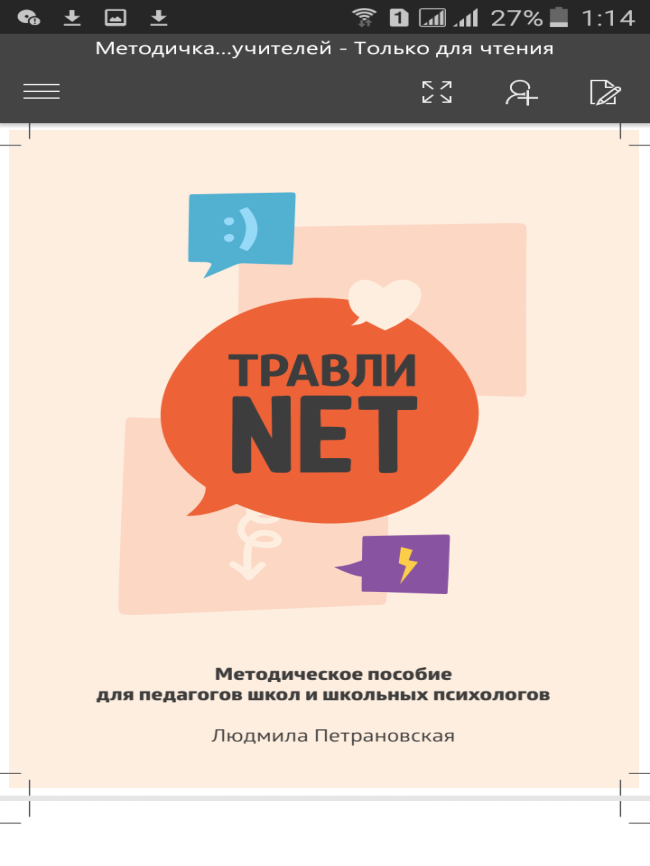 27% 1:14
Методичка...учителей - Только для чтения
:)
ТРАВЛИ
NET
Методическое пособие
для педагогов школ и школьных психологов
Людмила Петрановская